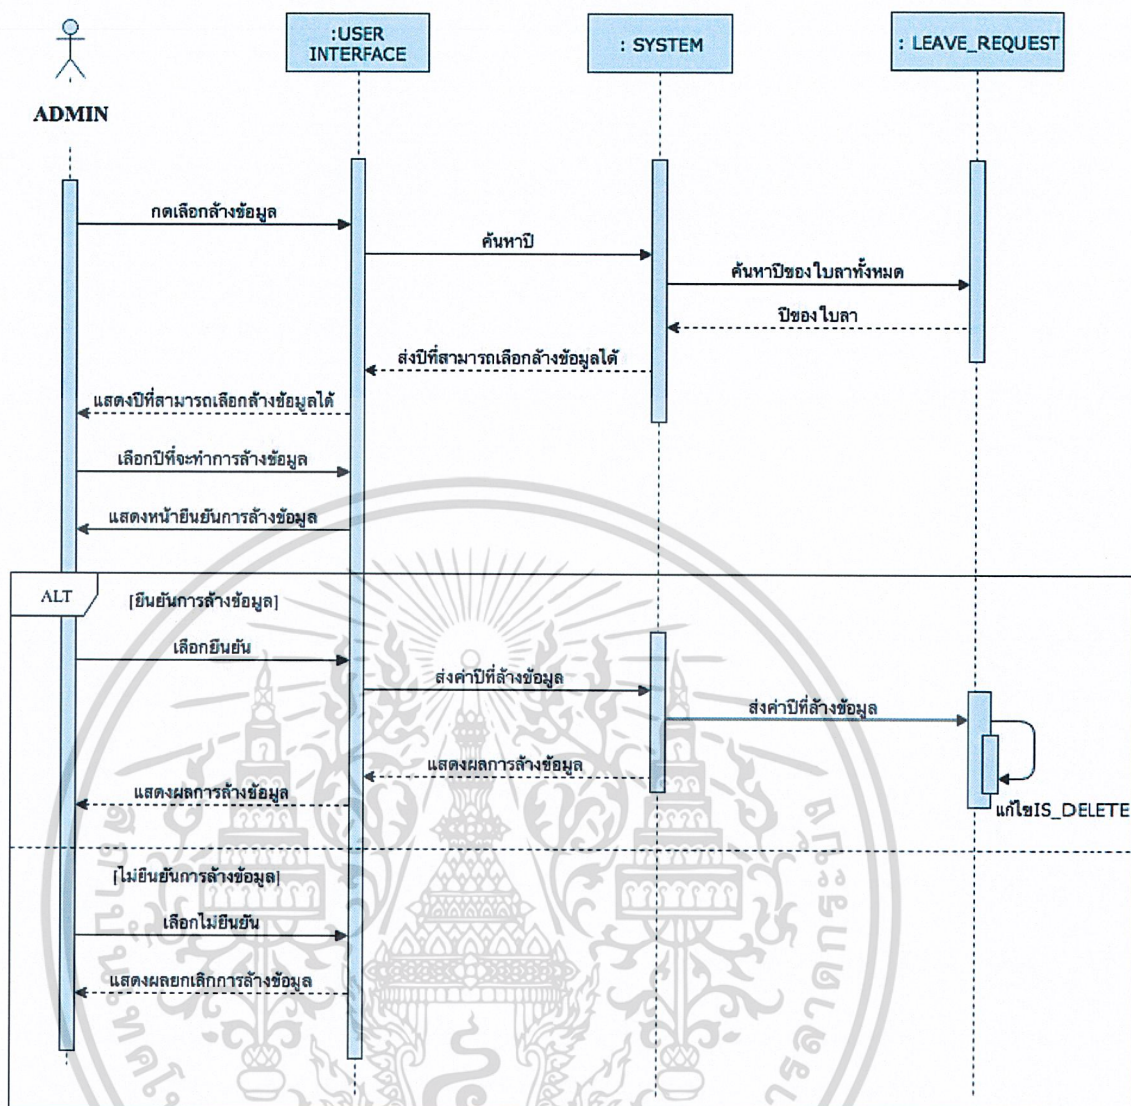 :USER
INTERFACE
: SYSTEM
: LEAVE_REQUEST
ADMIN
กดเลือกล้างข้อมูล
ค้นหาปี
ค้นหาปีของใบลาทั้งหมด
ปีของใบลา
ส่งปีที่สามารถเลือกล้างข้อมูลได้
แสดงปีที่สามารถเลือกล้างข้อมูลได้
เลือกปีที่จะทำการล้างข้อมูล
แสดงหน้ายืนยันการล้างข้อมูล
ALT
[ยืนยันการล้างข้อมูล]
เลือกยืนยัน
ส่งค่าปีที่ล้างข้อมูล
ส่งค่าปีที่ล้างข้อมูล
แสดงผลการล้างข้อมูล
แสดงผลการล้างข้อมูล
แก้ไขIS_DELETE
[ไม่ยืนยันการล้างข้อมูล]
เลือกไม่ยืนยัน
แสดงผลยกเลิกการล้างข้อมูล